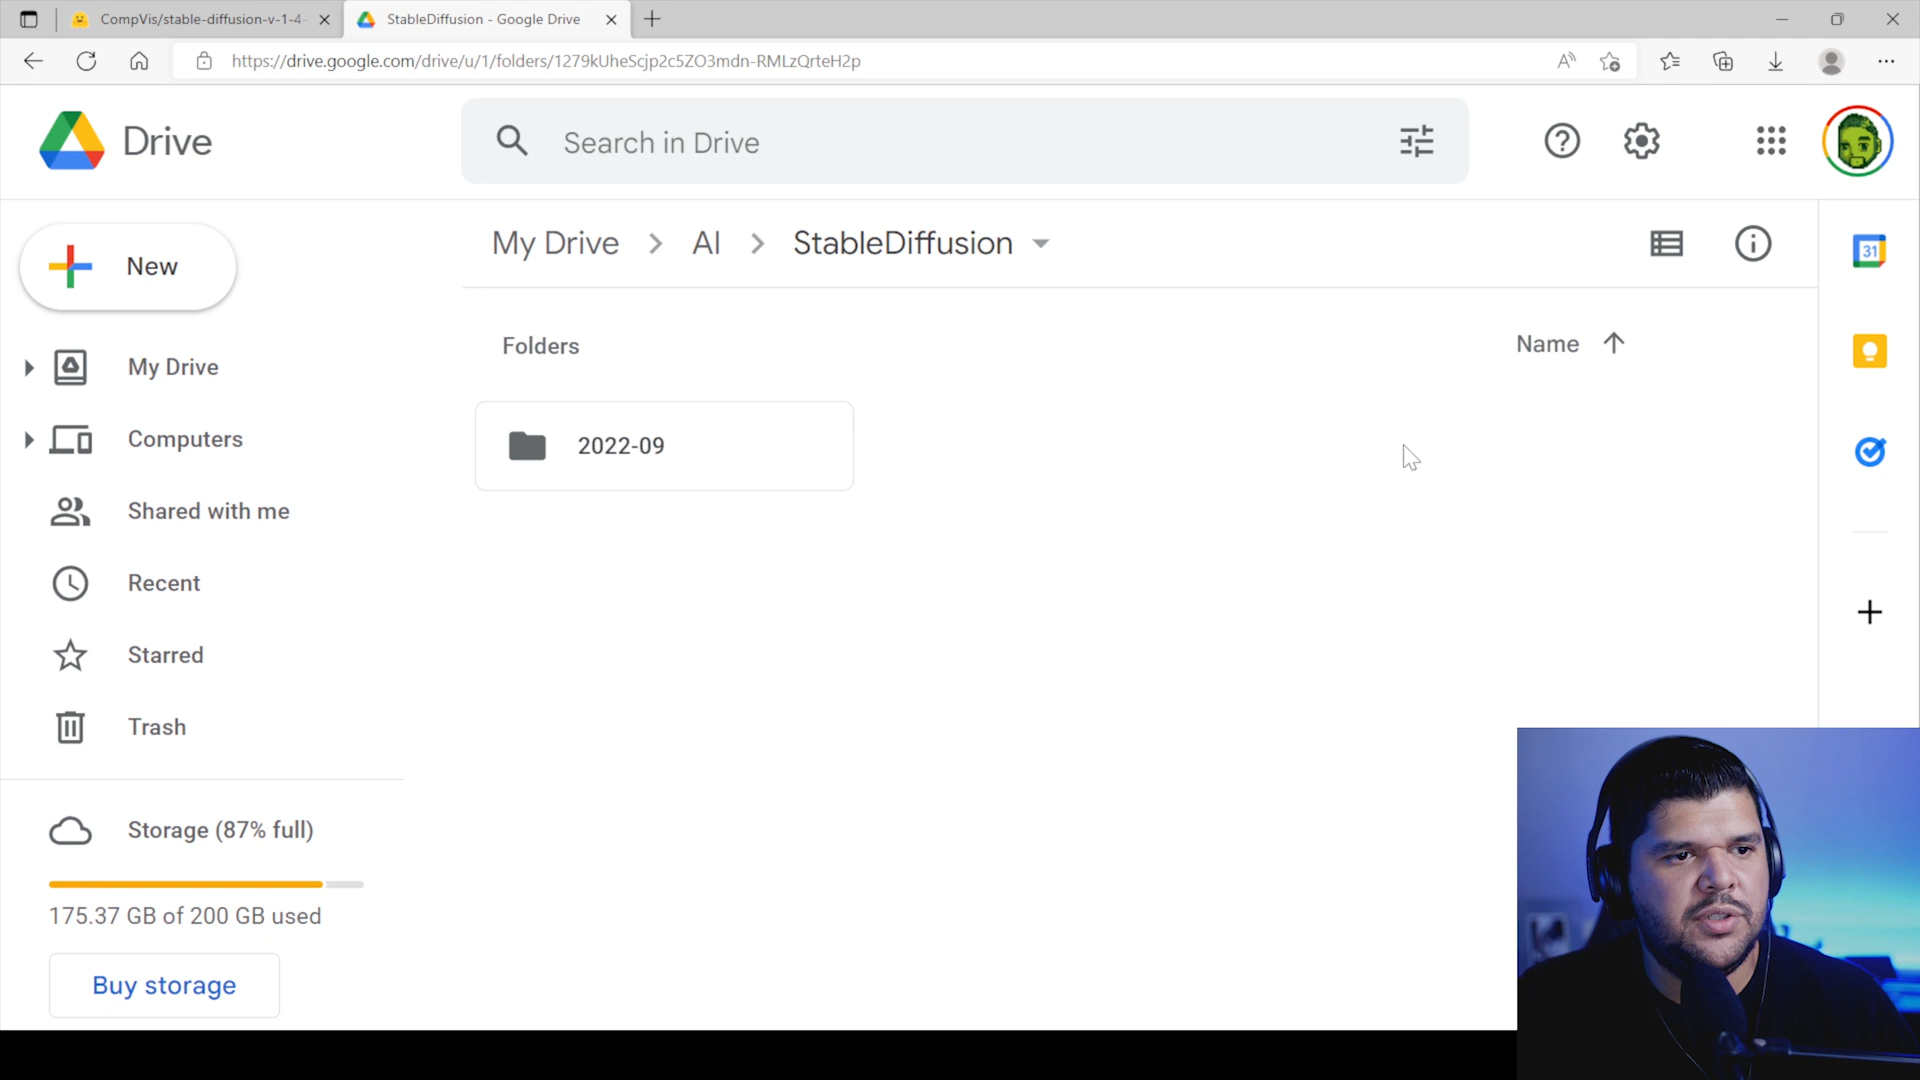 CompVis/stable-diffusion-v-1-4-
StableDiffusion - Google Drive
https://drive.google.com/drive/u/1/folders/1279kUheScjp2c5ZO3mdn-RMLzQrteH2p
Drive
Search in Drive
New
My Drive > AI > StableDiffusion
31
Folders
Name
My Drive
2022-09
Computers
Shared with me
Recent
Starred
Trash
Storage (87% full)
175.37 GB of 200 GB used
Buy storage